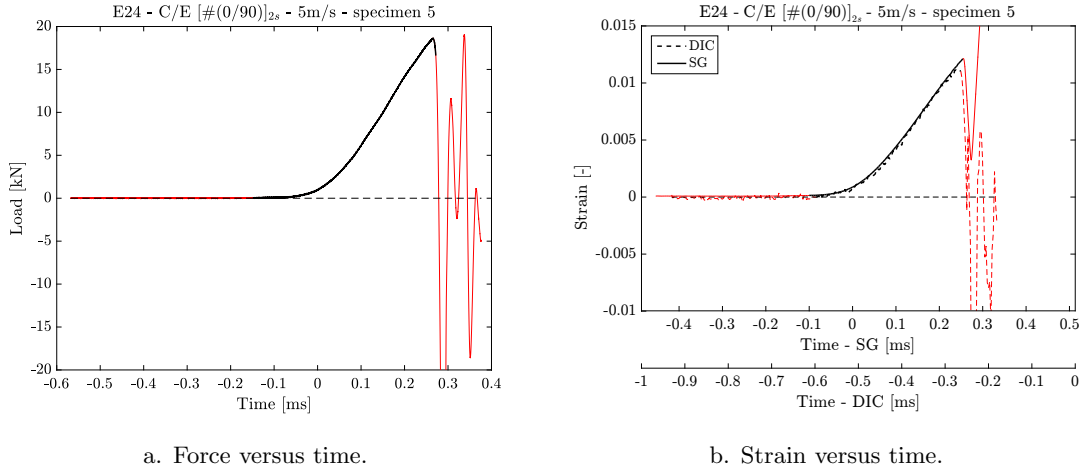 E24 - C/E [#(0/90)]2s - 5m/s - specimen 5
20
15
10
5
0
-5
-10
-15
-20
Load [kN]
-0.6 -0.5 -0.4 -0.3 -0.2 -0.1 0 0.1 0.2 0.3 0.4
Time [ms]
a. Force versus time.
E24 - C/E [#(0/90)]2s - 5m/s - specimen 5
0.015
0.01
0.005
0
-0.005
-0.01
Strain [-]
DIC
SG
-0.4 -0.3 -0.2 -0.1 0 0.1 0.2 0.3 0.4 0.5
Time - SG [ms]
-1 -0.9 -0.8 -0.7 -0.6 -0.5 -0.4 -0.3 -0.2 -0.1 0
Time - DIC [ms]
b. Strain versus time.